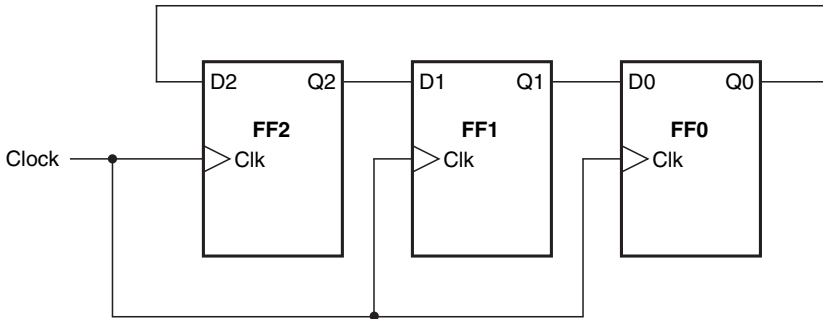 D2 Q2 D1 Q1 D0 Q0
FF2 FF1 FF0
Clock Clk Clk Clk